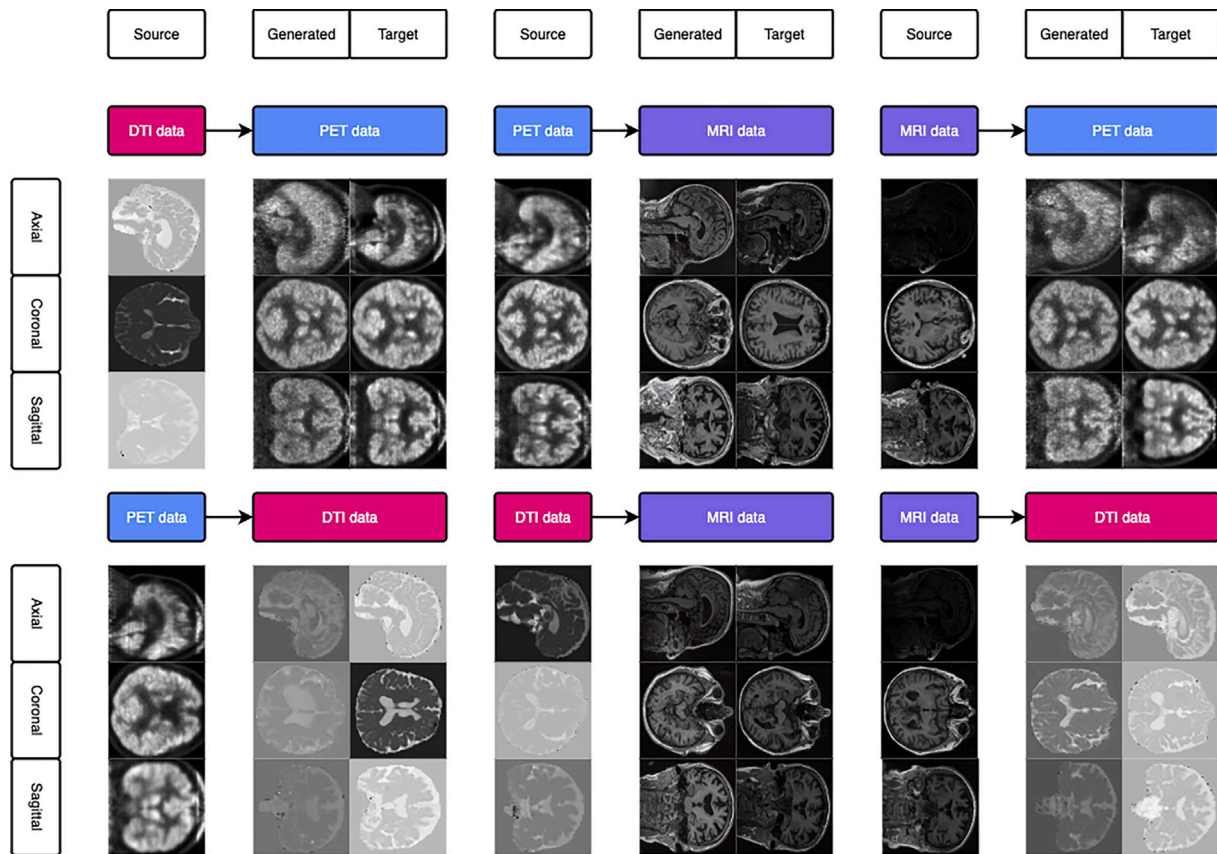 Source
Generated
Target
Source
Generated
Target
Source
Generated
Target
DTI data
PET data
PET data
MRI data
MRI data
PET data
Axial
Coronal
Sagittal
PET data
DTI data
DTI data
MRI data
MRI data
DTI data
Axial
Coronal
Sagittal